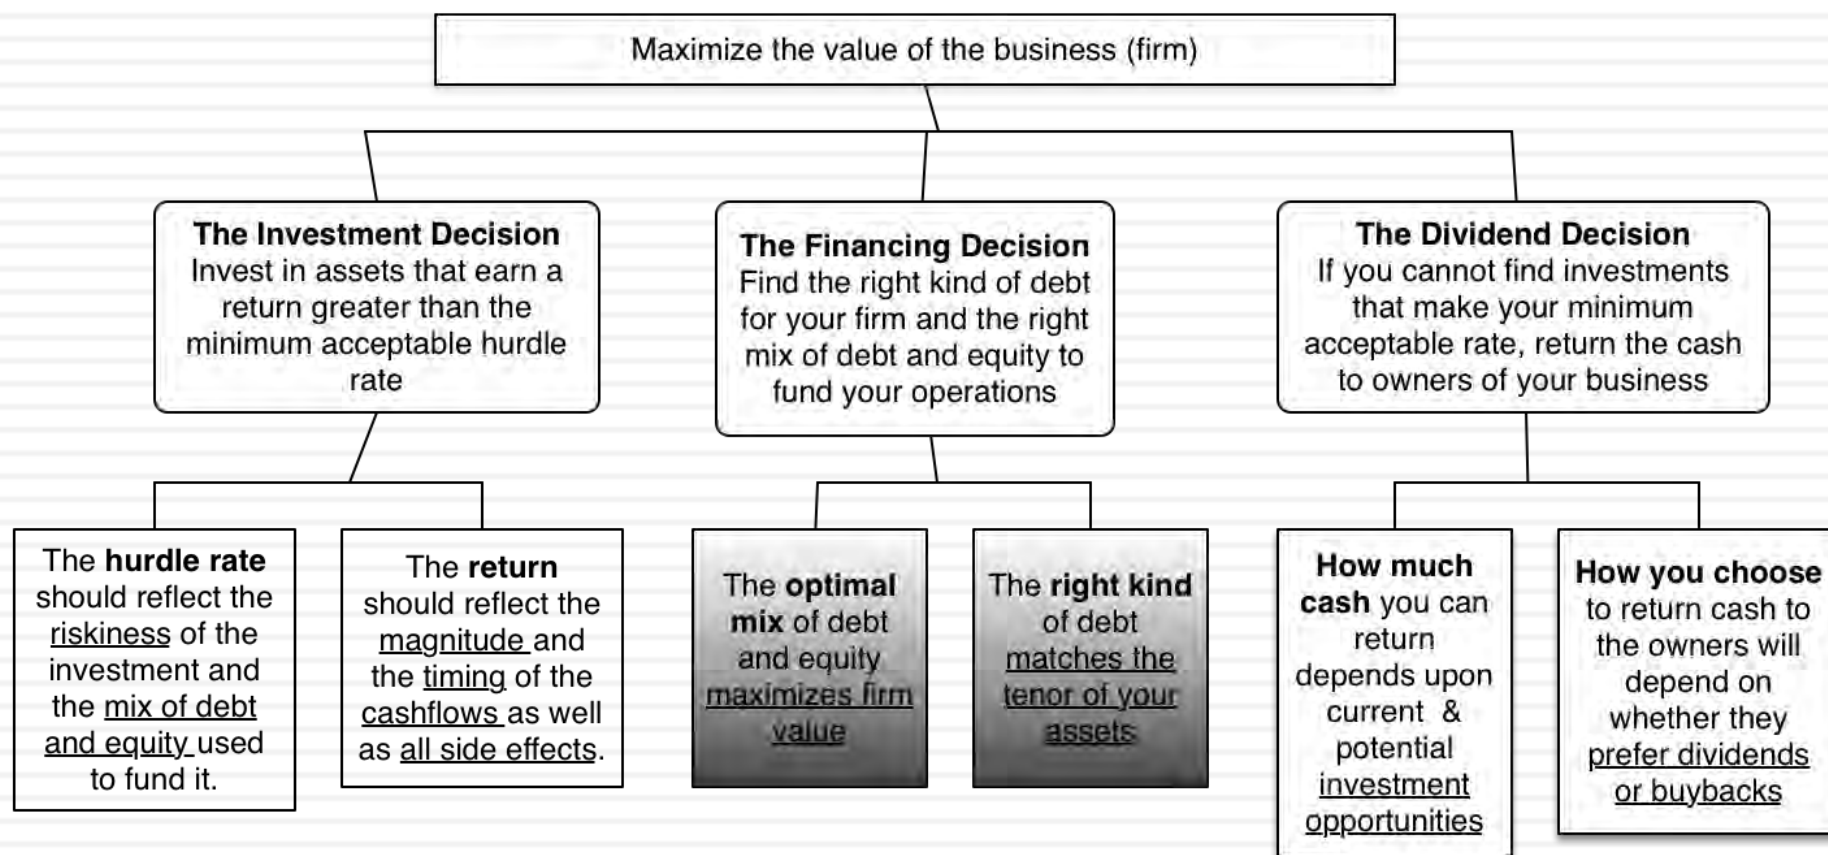 Maximize the value of the business (firm)
The Investment Decision
Invest in assets that earn a
return greater than the
minimum acceptable hurdle
rate
The Financing Decision
Find the right kind of debt
for your firm and the right
mix of debt and equity to
fund your operations
The Dividend Decision
If you cannot find investments
that make your minimum
acceptable rate, return the cash
to owners of your business
The hurdle rate
should reflect the
riskiness of the
investment and
the mix of debt
and equity used
to fund it.
The return
should reflect the
magnitude and
the timing of the
cashflows as well
as all side effects.
The optimal
mix of debt
and equity
maximizes firm
value
The right kind
of debt
matches the
tenor of your
assets
How much
cash you can
return
depends upon
current & 
potential
investment
opportunities
How you choose
to return cash to
the owners will
depend on
whether they
prefer dividends
or buybacks